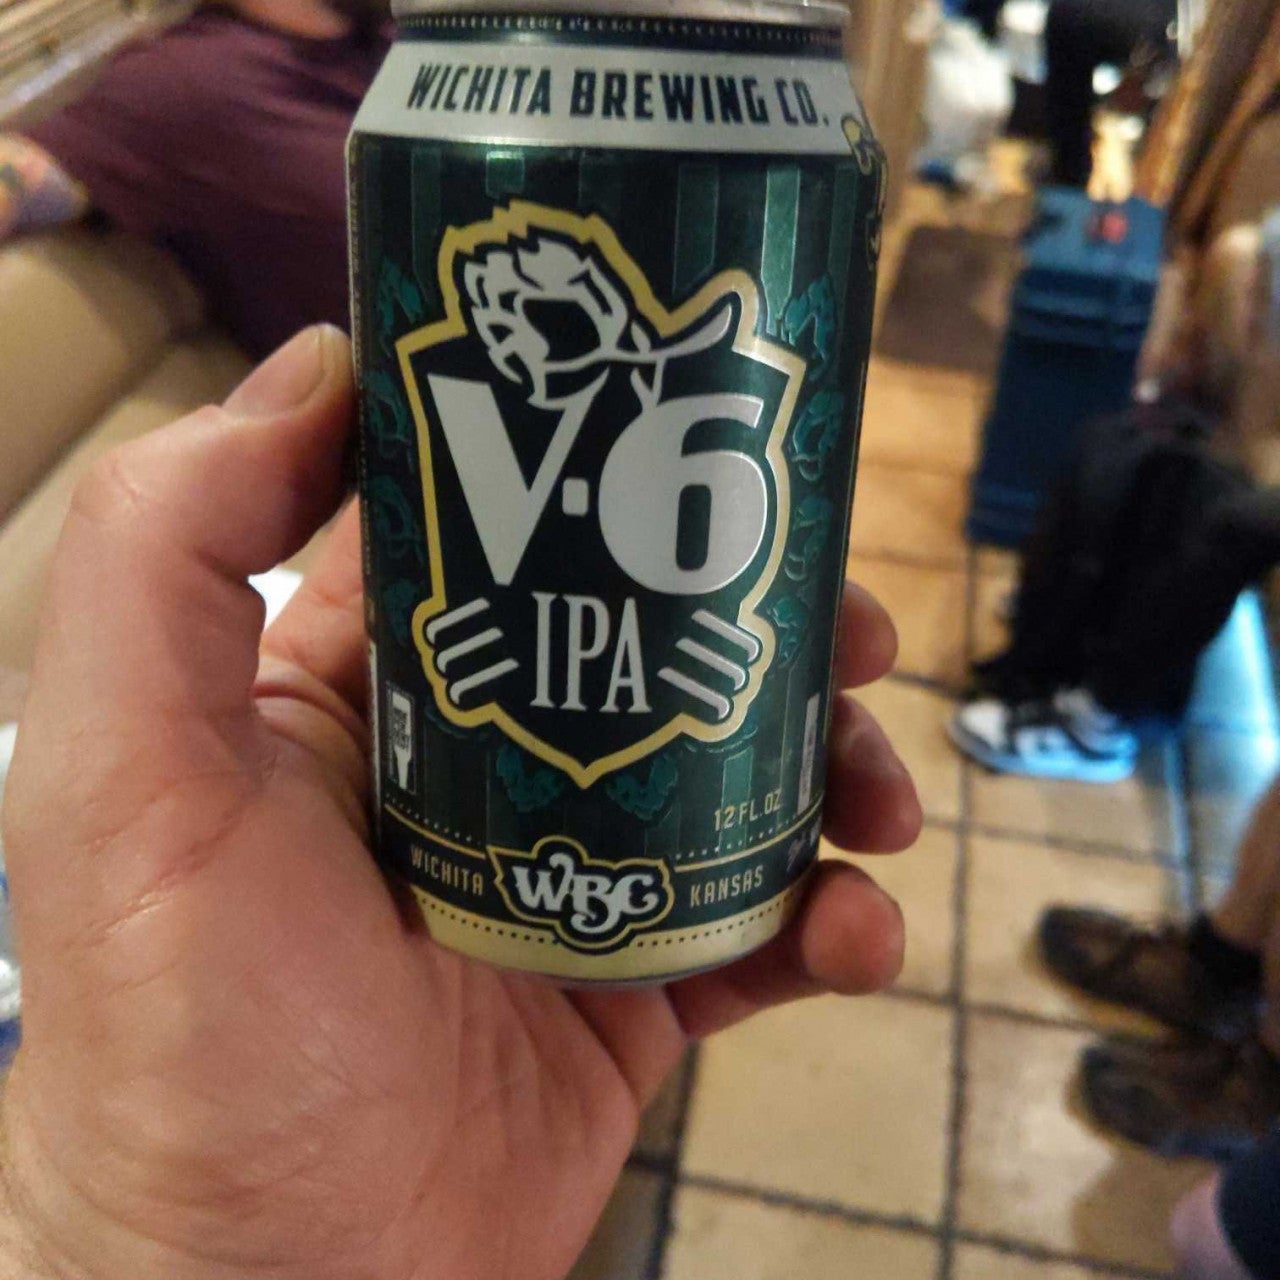 WICHITA BREWING CO.
V.6
IPA
12 FL. OZ
WICHITA WBC KANSAS